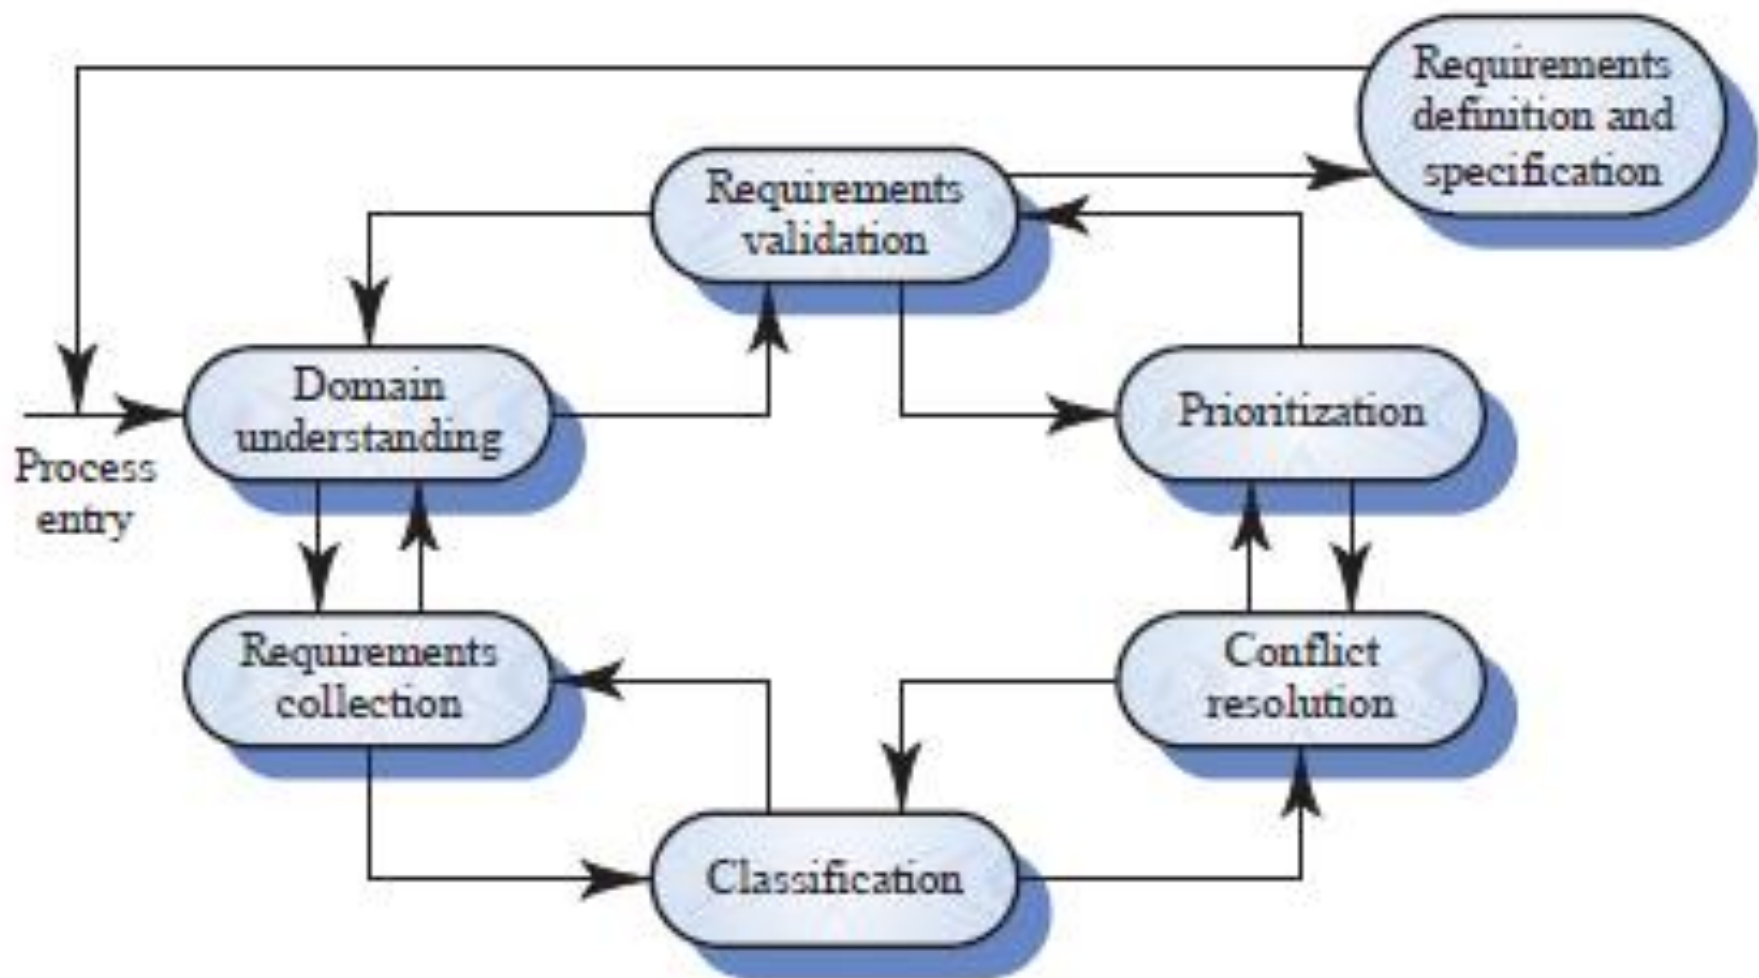 Requirements
definition and
specification
Requirements
validation
Domain
understanding
Prioritization
Process
entry
Requirements
collection
Conflict
resolution
Classification